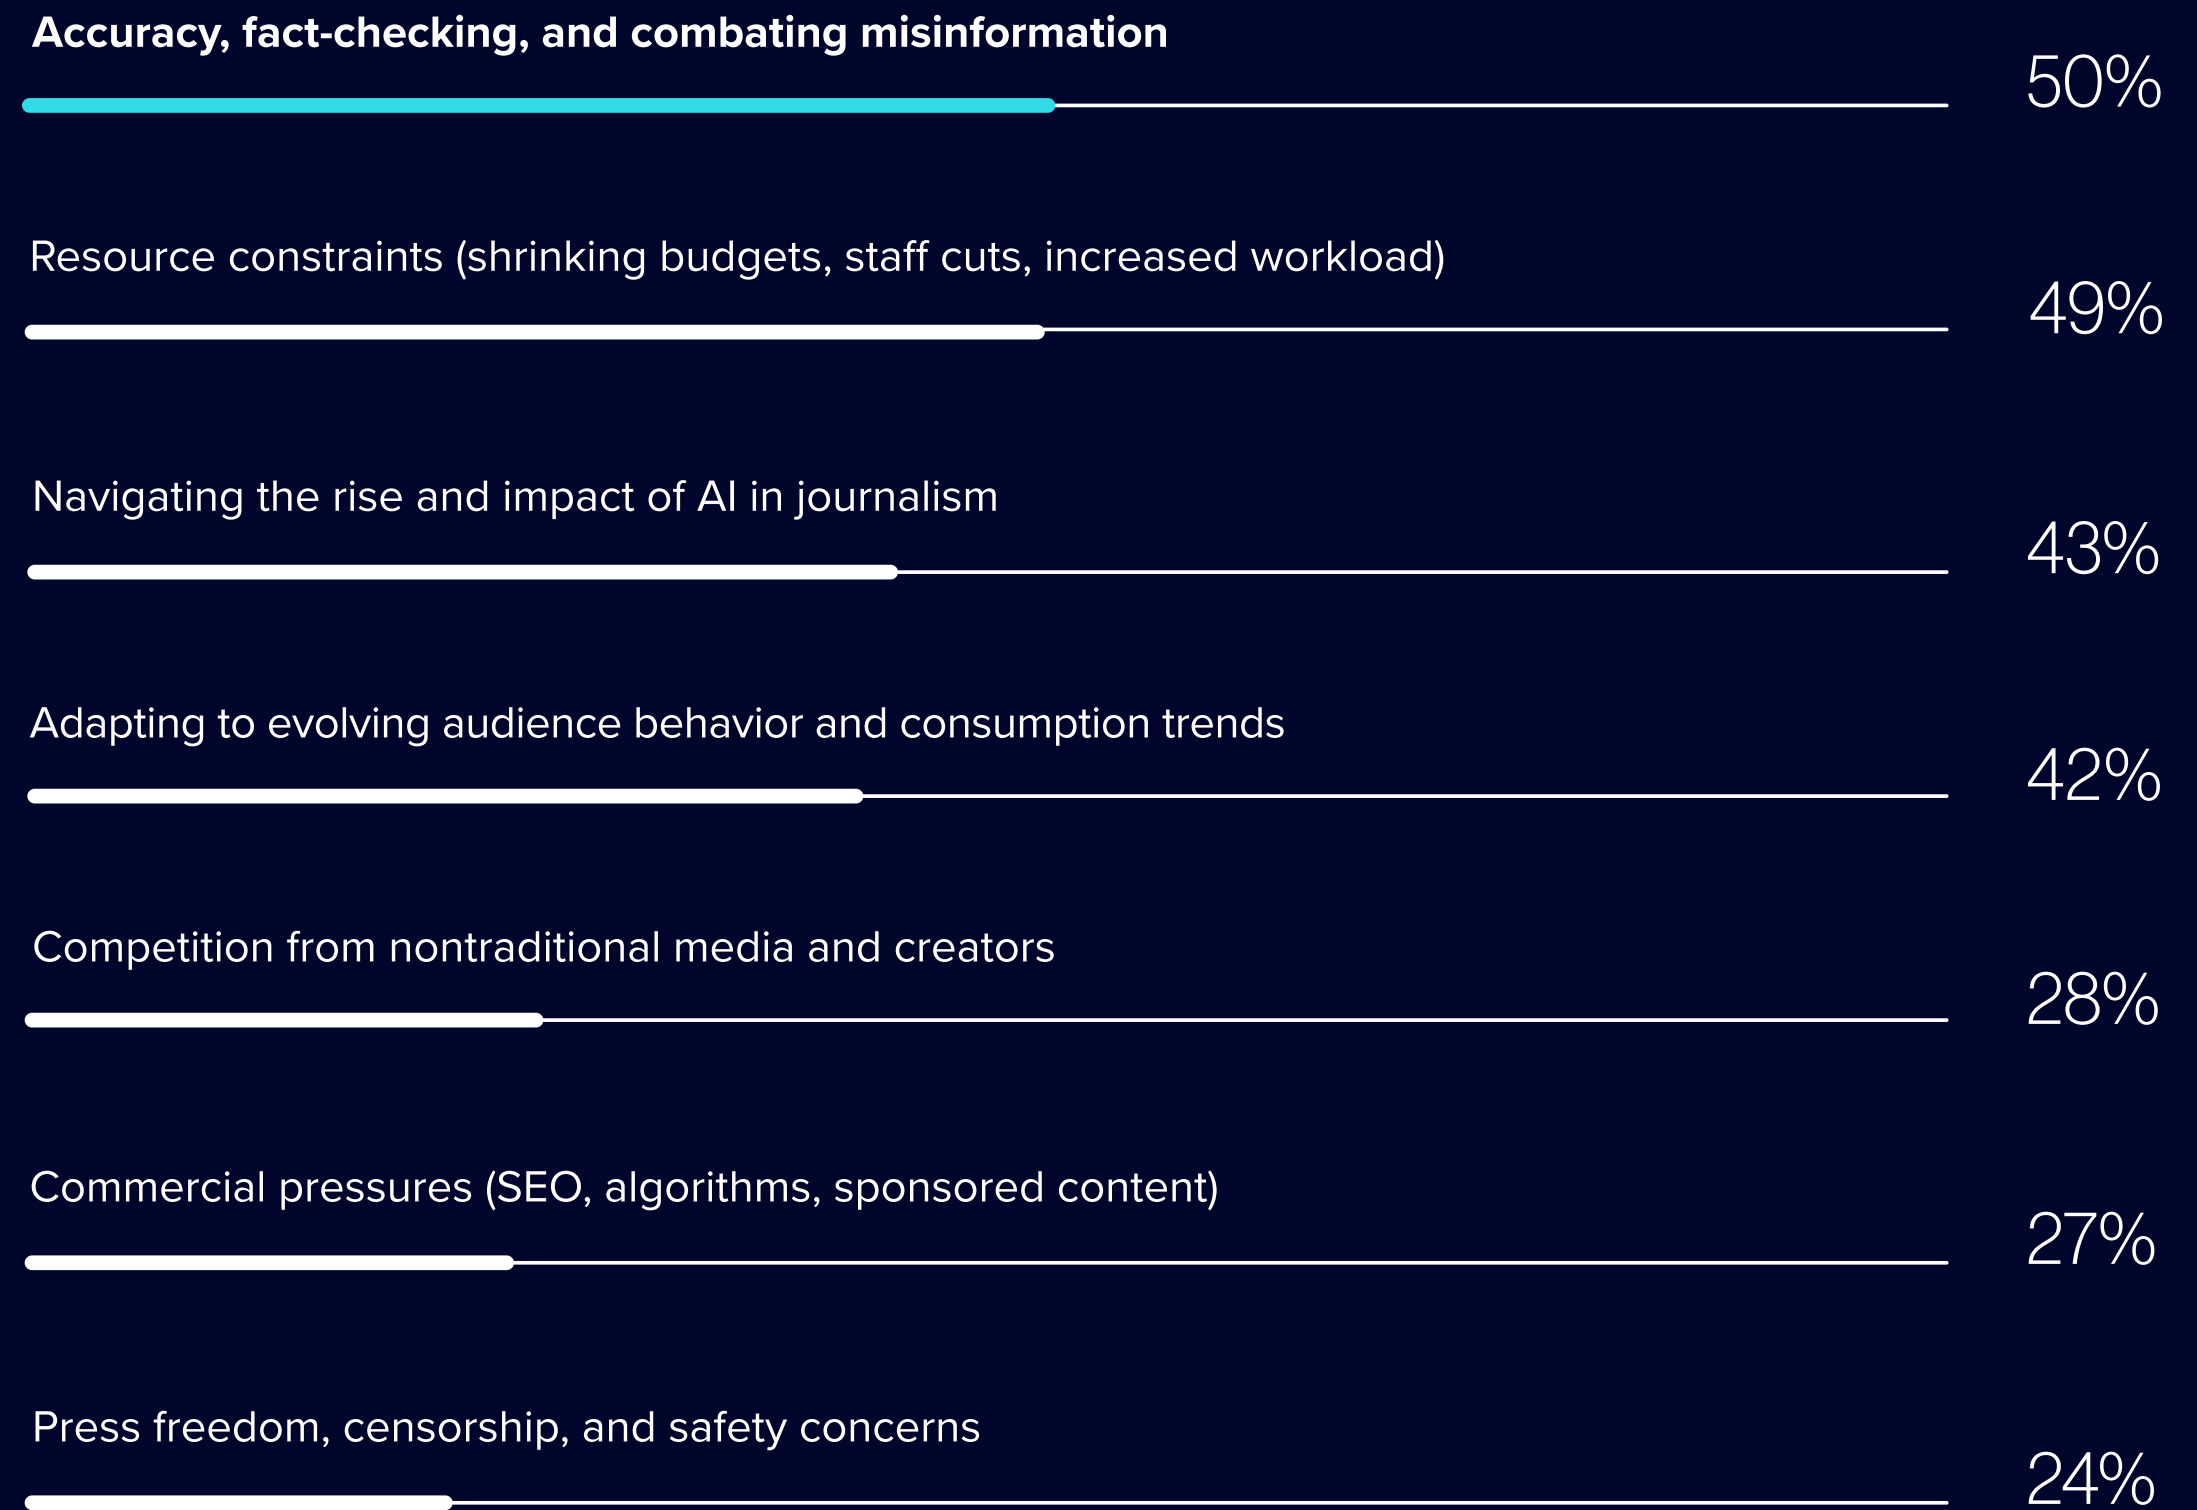 Accuracy, fact-checking, and combating misinformation
50%
Resource constraints (shrinking budgets, staff cuts, increased workload)
49%
Navigating the rise and impact of AI in journalism
43%
Adapting to evolving audience behavior and consumption trends
42%
Competition from nontraditional media and creators
28%
Commercial pressures (SEO, algorithms, sponsored content)
27%
Press freedom, censorship, and safety concerns
24%